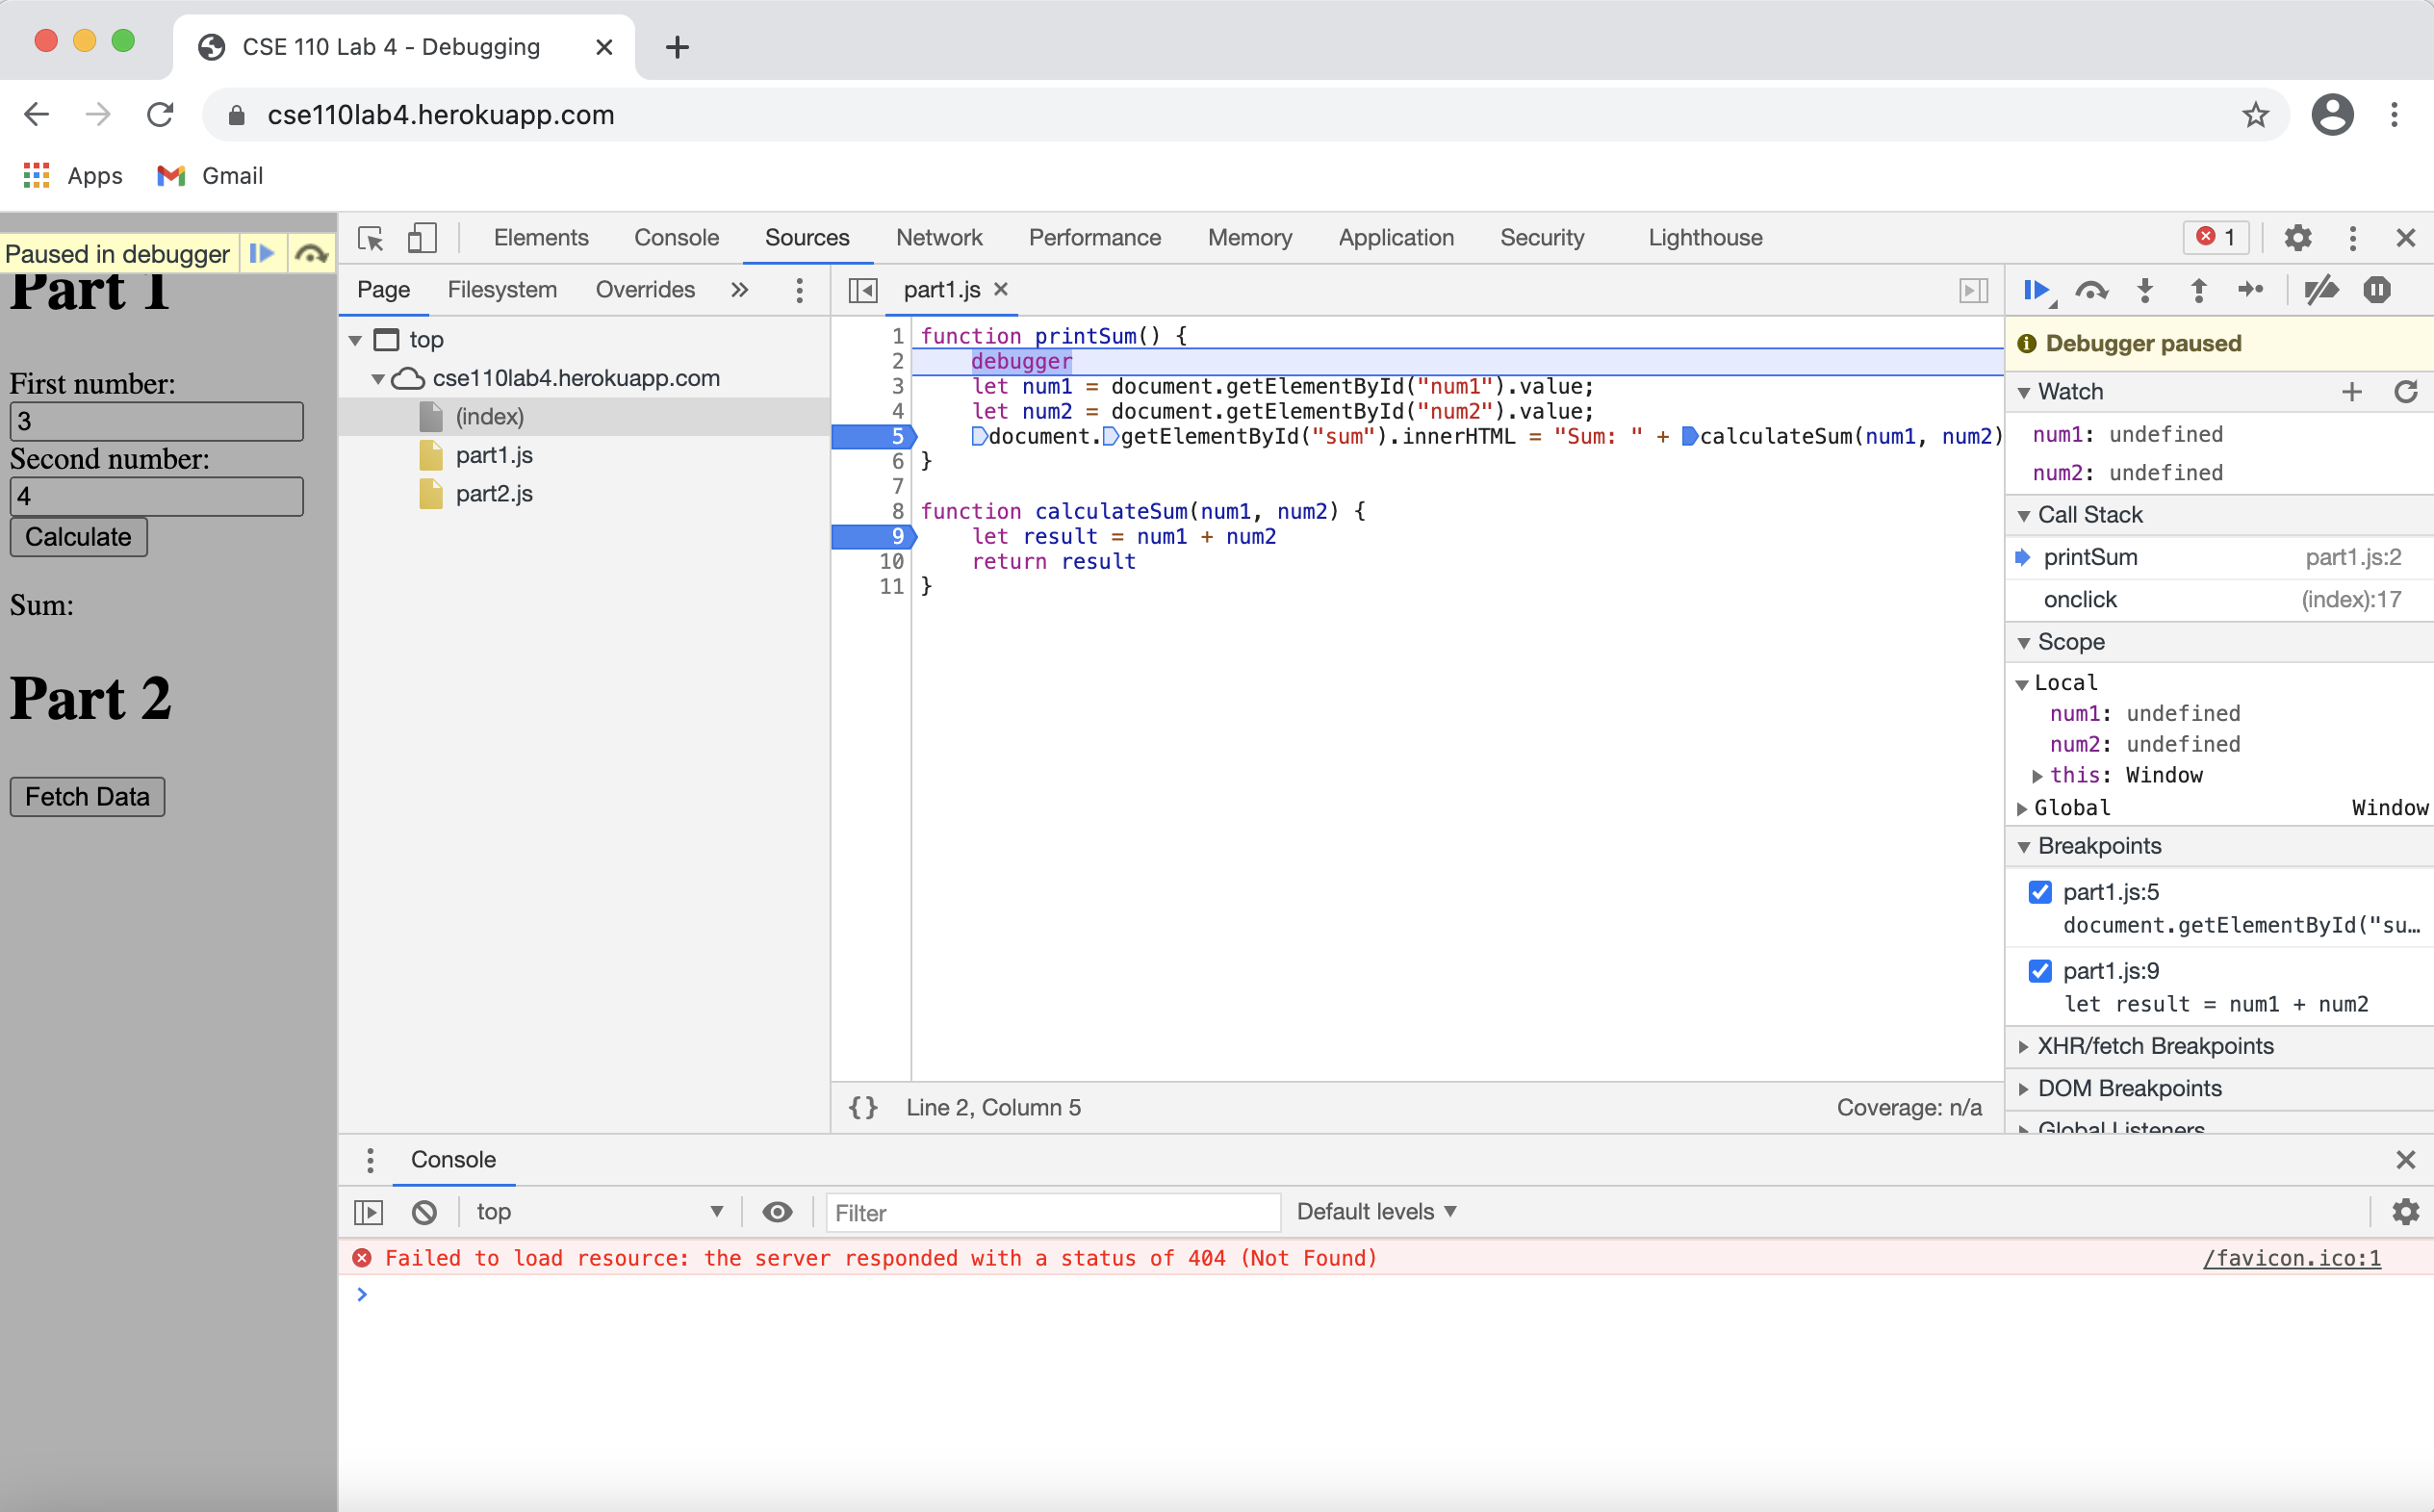 CSE 110 Lab 4 - Debugging
cse110lab4.herokuapp.com
Apps Gmail
Paused in debugger
Part 1
First number:
3
Second number:
4
Calculate
Sum:
Part 2
Fetch Data
Elements Console Sources Network Performance Memory Application Security Lighthouse 1
Page Filesystem Overrides »
top
cse110lab4.herokuapp.com
(index)
part1.js
part2.js
part1.js
1 function printSum() {
2 debugger
3 let num1 = document.getElementById("num1").value;
4 let num2 = document.getElementById("num2").value;
5 document.getElementById("sum").innerHTML = "Sum: " + calculateSum(num1, num2)
6 }
7
8 function calculateSum(num1, num2) {
9 let result = num1 + num2
10 return result
11 }
{} Line 2, Column 5 Coverage: n/a
Debugger paused
Watch
num1: undefined
num2: undefined
Call Stack
printSum part1.js:2
onclick (index):17
Scope
Local
num1: undefined
num2: undefined
this: Window
Global Window
Breakpoints
part1.js:5
document.getElementById("su…
part1.js:9
let result = num1 + num2
XHR/fetch Breakpoints
DOM Breakpoints
Global Listeners
Console
top Filter Default levels
Failed to load resource: the server responded with a status of 404 (Not Found) /favicon.ico:1